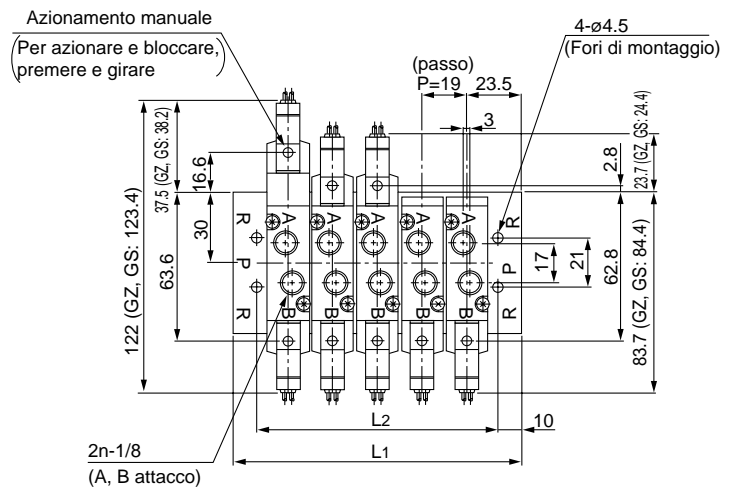 Azionamento manuale
(Per azionare e bloccare,
premere e girare)
4-ø4.5
(Fori di montaggio)
(passo)
P=19
23.5
3
37.5 (GZ, GS: 38.2)
16.6
23.7 (GZ, GS: 24.4)
2.8
122 (GZ, GS: 123.4)
63.6
30
R
P
R
A
A
A
A
A
B
B
B
B
B
R
P
R
17
21
62.8
83.7 (GZ, GS: 84.4)
L2
10
L1
2n-1/8
(A, B attacco)